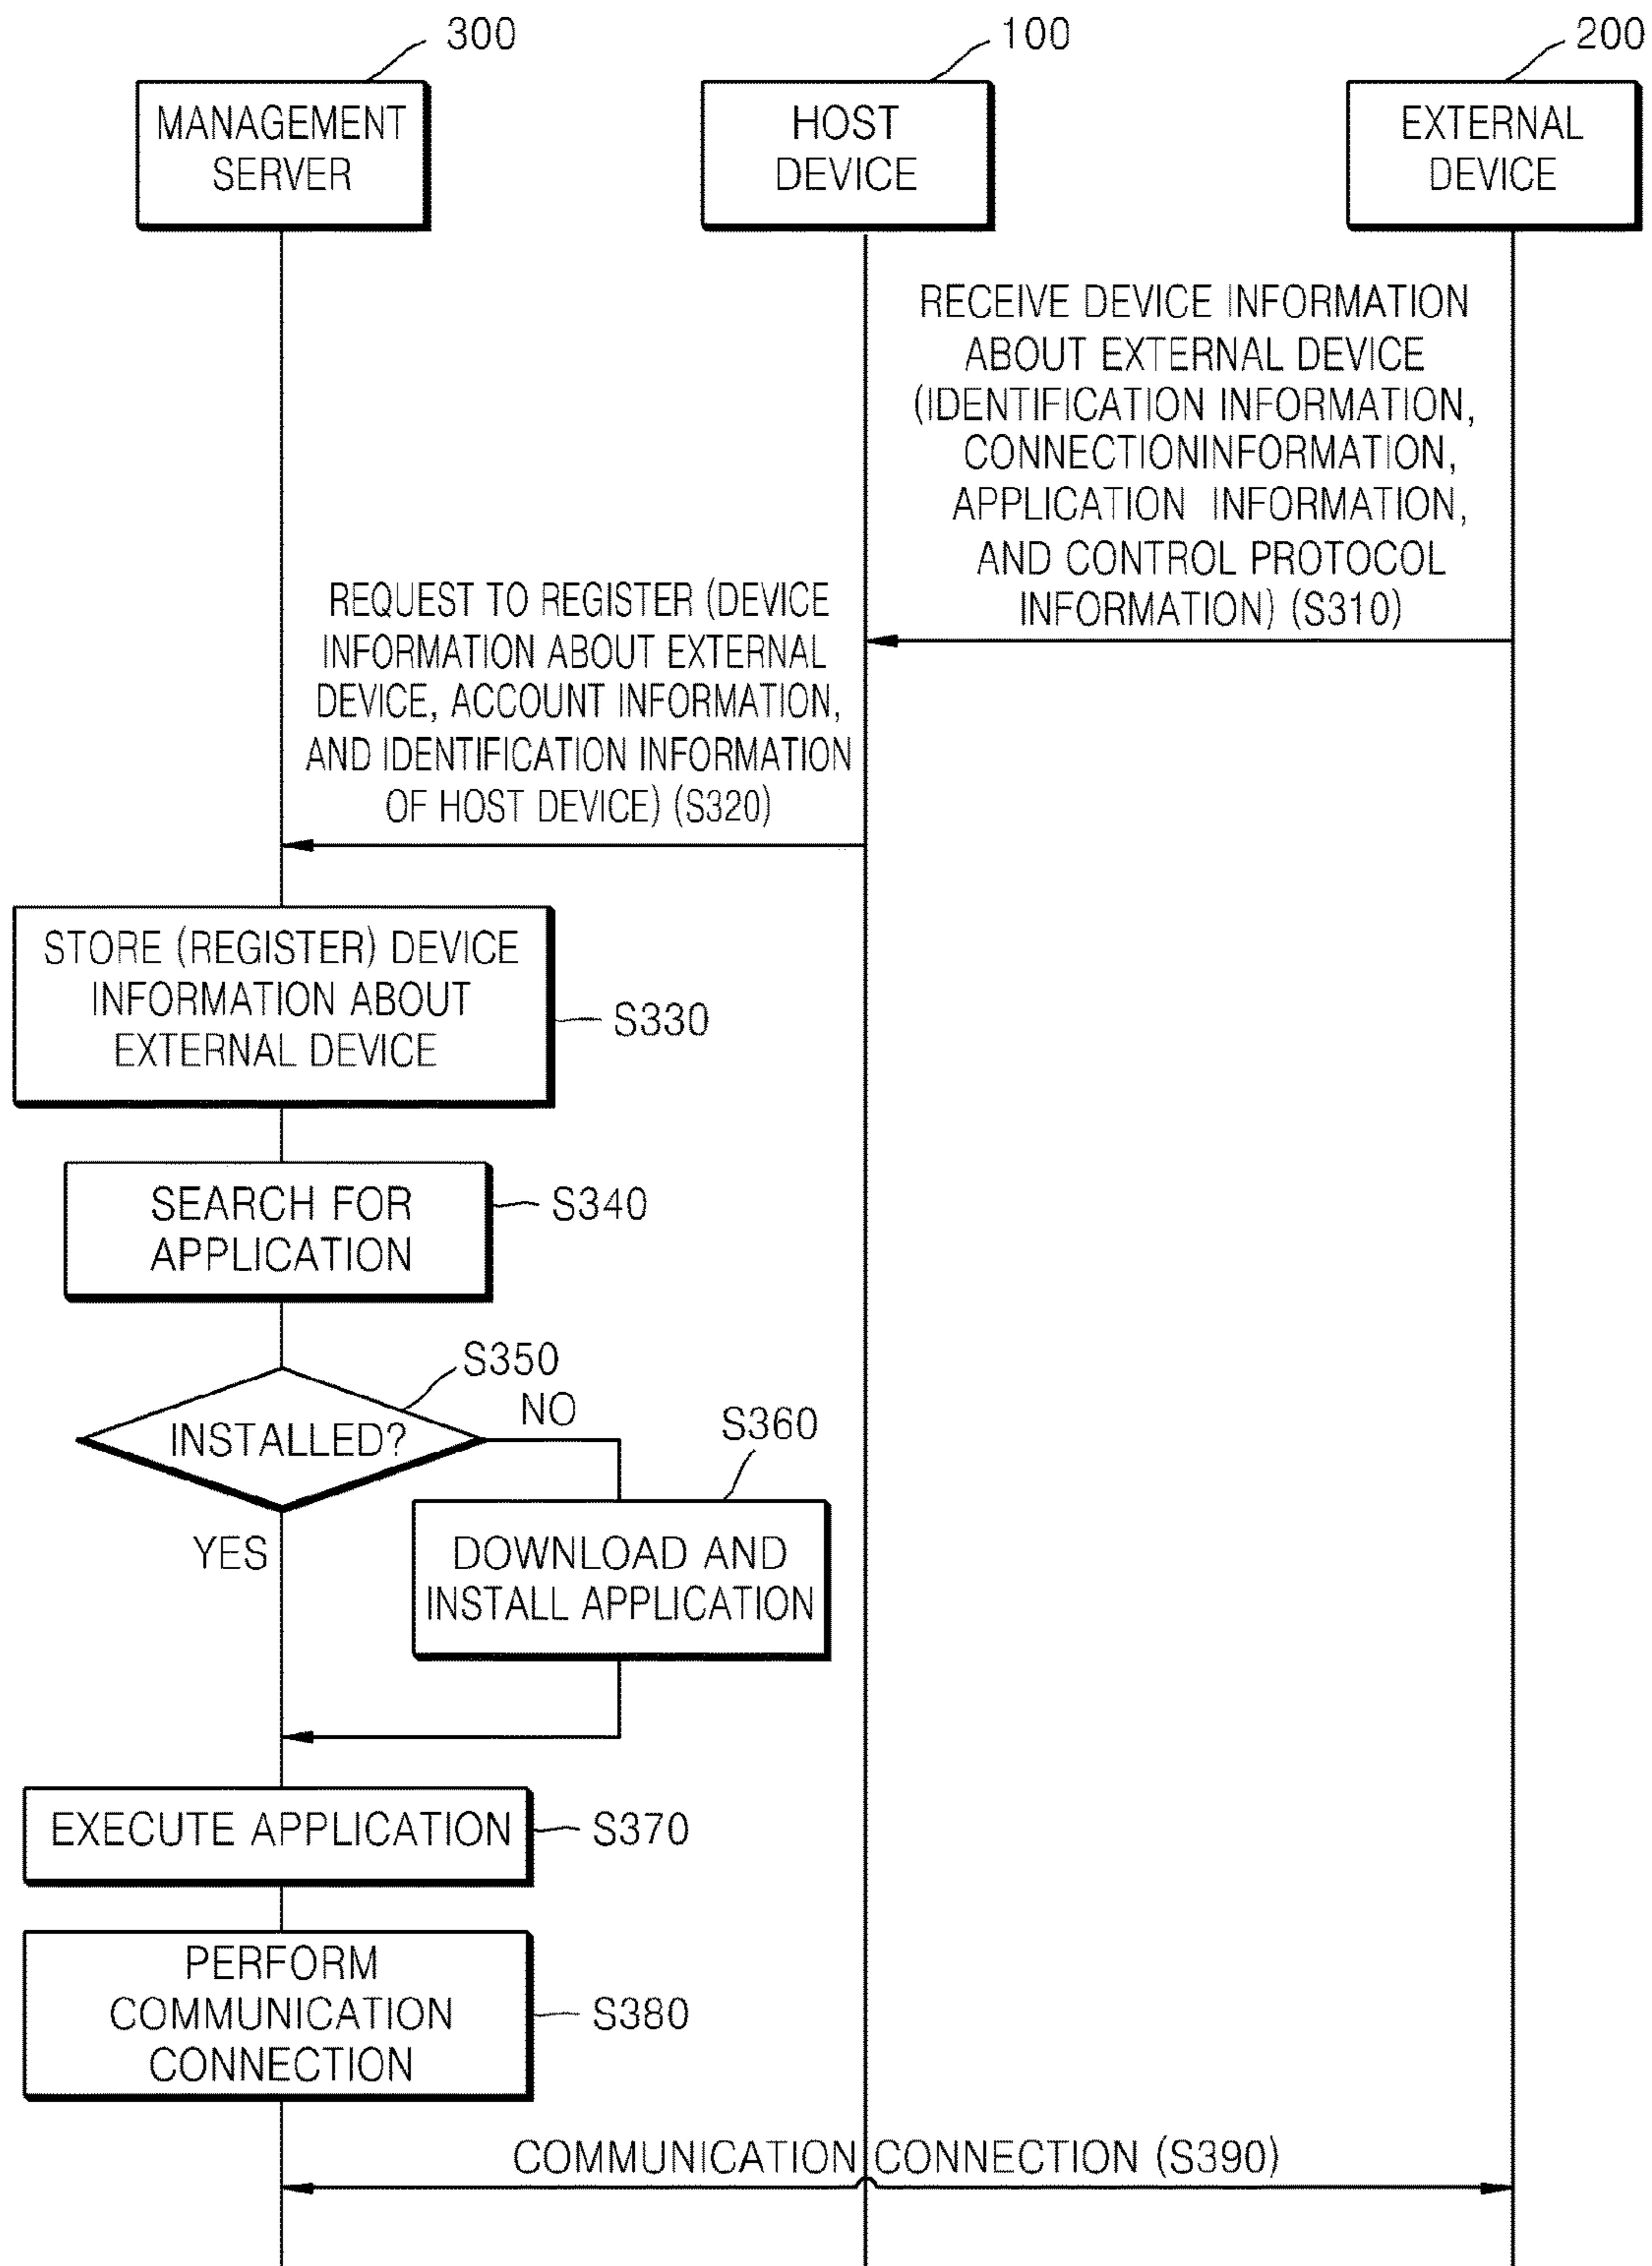 300
100
200
MANAGEMENT
SERVER
HOST
DEVICE
EXTERNAL
DEVICE
RECEIVE DEVICE INFORMATION
ABOUT EXTERNAL DEVICE
(IDENTIFICATION INFORMATION,
CONNECTIONINFORMATION,
APPLICATION INFORMATION,
AND CONTROL PROTOCOL
INFORMATION) (S310)
REQUEST TO REGISTER (DEVICE
INFORMATION ABOUT EXTERNAL
DEVICE, ACCOUNT INFORMATION,
AND IDENTIFICATION INFORMATION
OF HOST DEVICE) (S320)
STORE (REGISTER) DEVICE
INFORMATION ABOUT
EXTERNAL DEVICE
S330
SEARCH FOR
APPLICATION
S340
S350
INSTALLED?
NO
YES
S360
DOWNLOAD AND
INSTALL APPLICATION
EXECUTE APPLICATION
S370
PERFORM
COMMUNICATION
CONNECTION
S380
COMMUNICATION CONNECTION (S390)